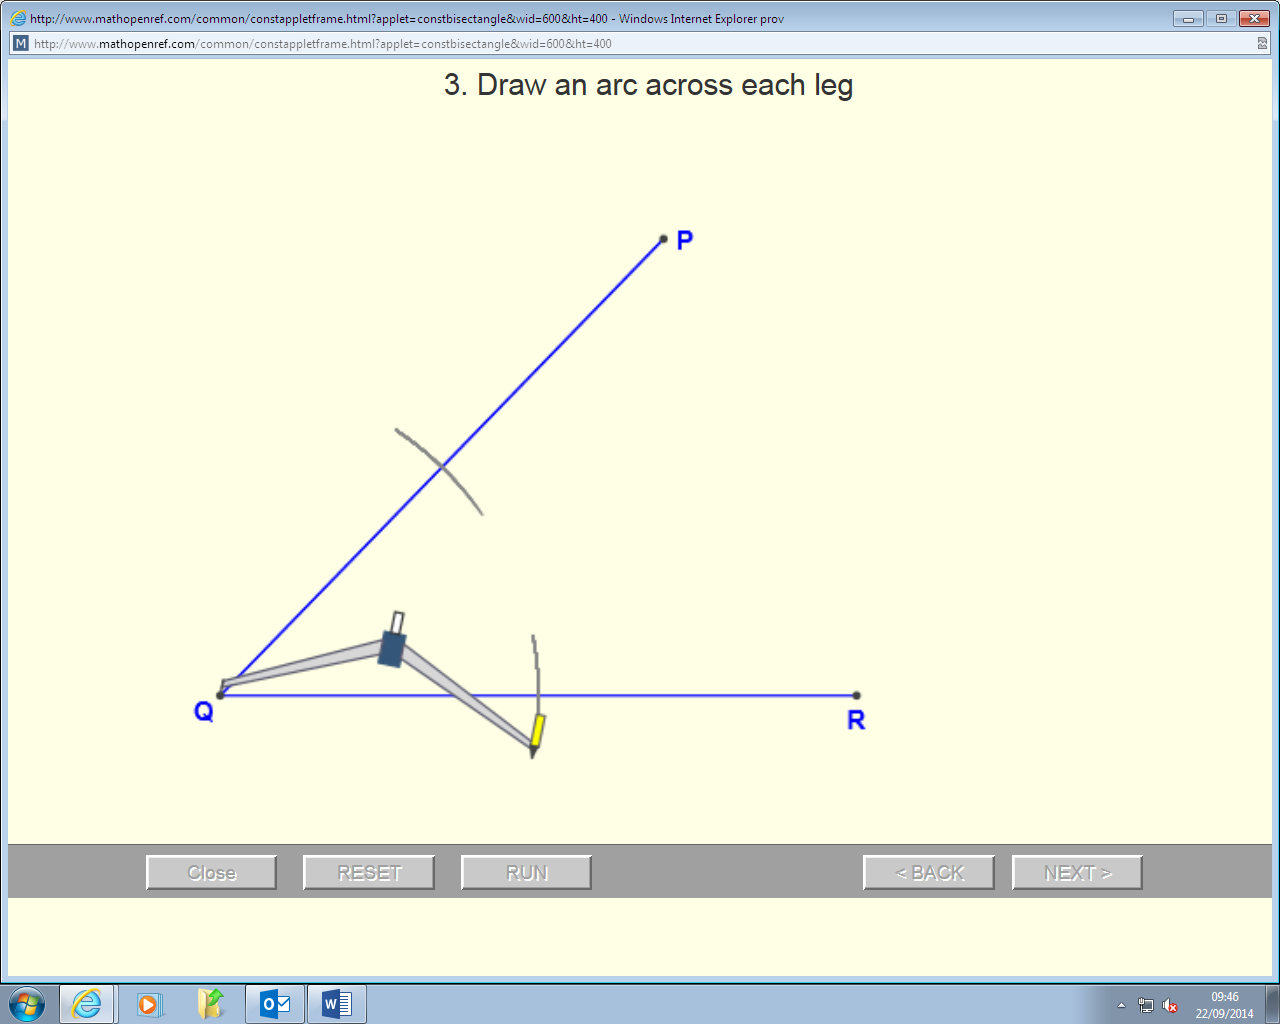 http://www.mathopenref.com/common/constappletframe.html?applet=constbisectangle&wid=600&ht=400 - Windows Internet Explorer prov
M http://www.mathopenref.com/common/constappletframe.html?applet=constbisectangle&wid=600&ht=400
3. Draw an arc across each leg
P
Q
R
Close RESET RUN < BACK NEXT >
09:46
22/09/2014